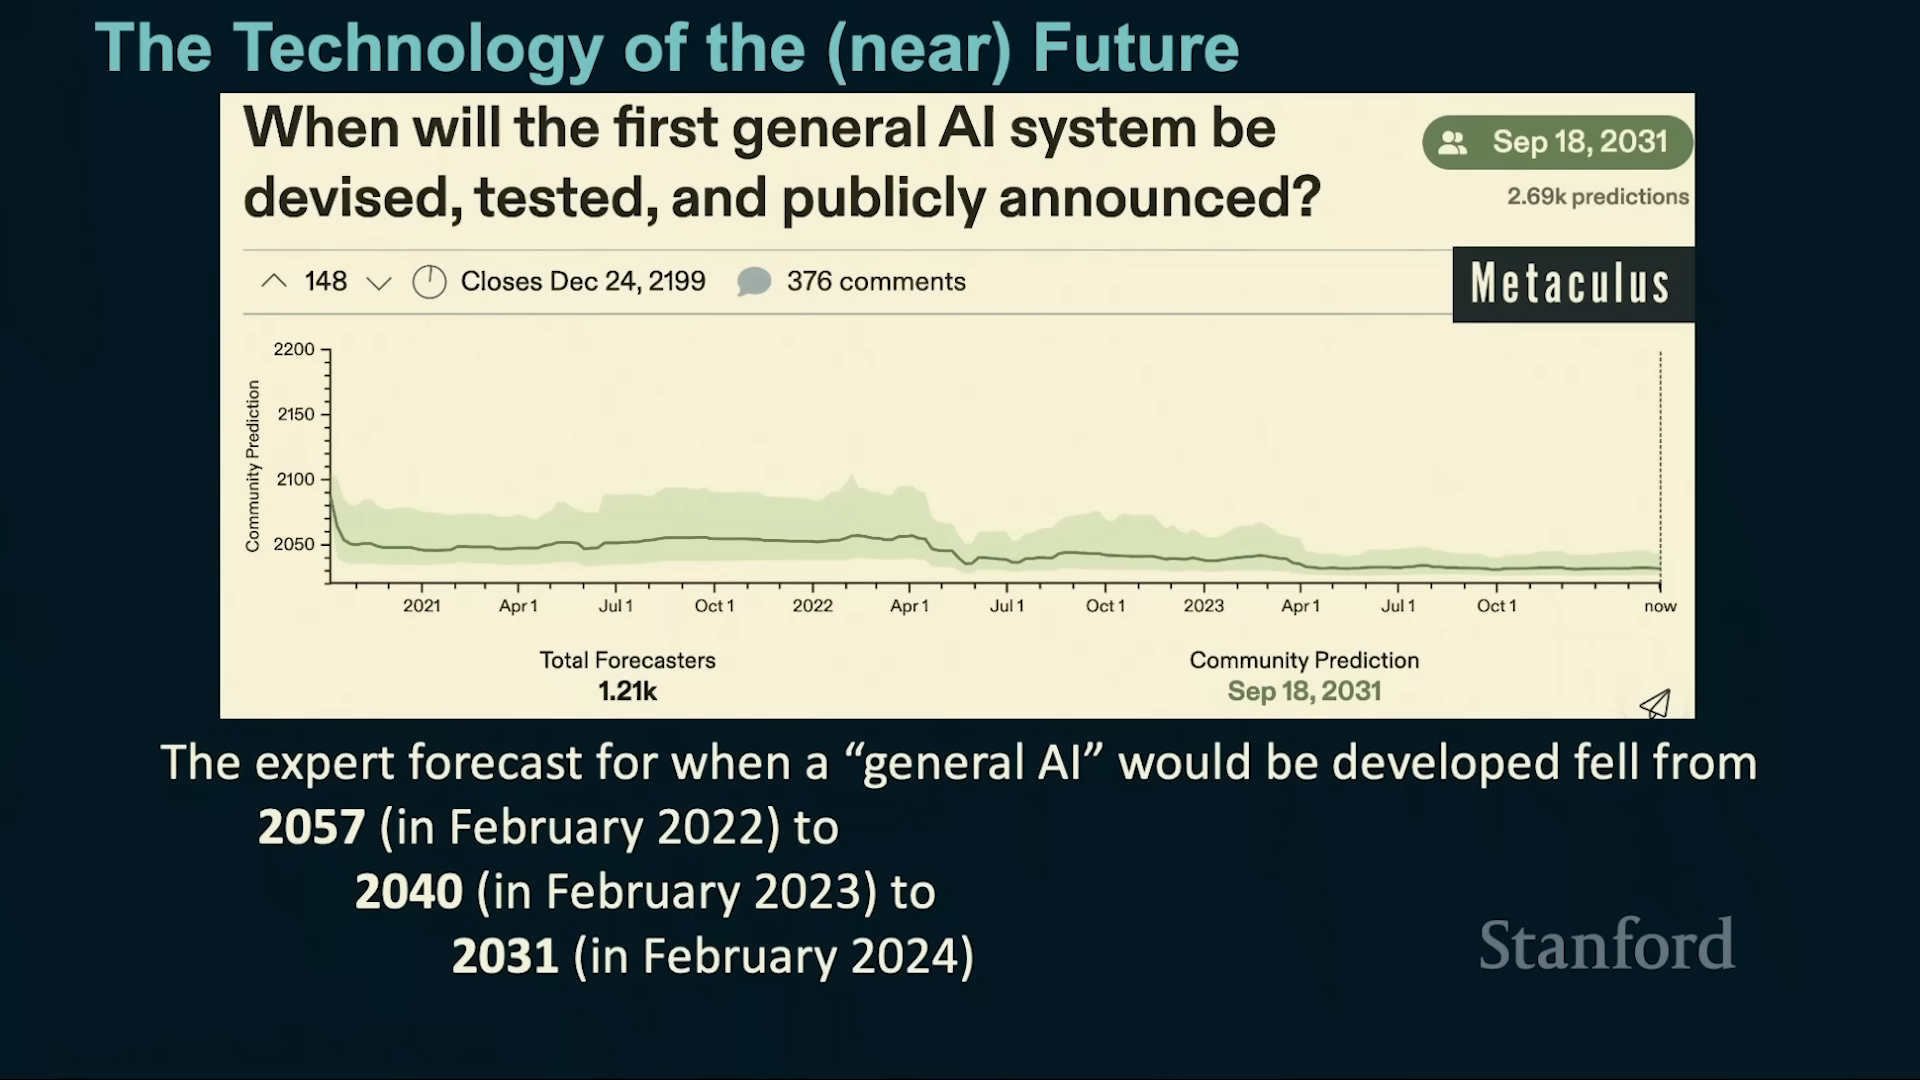 The Technology of the (near) Future
When will the first general AI system be
devised, tested, and publicly announced?
Sep 18, 2031
2.69k predictions
148
Closes Dec 24, 2199
376 comments
Metaculus
Community Prediction
2200
2150
2100
2050
2021 Apr 1 Jul 1 Oct 1 2022 Apr 1 Jul 1 Oct 1 2023 Apr 1 Jul 1 Oct 1 now
Total Forecasters
1.21k
Community Prediction
Sep 18, 2031
The expert forecast for when a “general AI” would be developed fell from
2057 (in February 2022) to
2040 (in February 2023) to
2031 (in February 2024)
Stanford